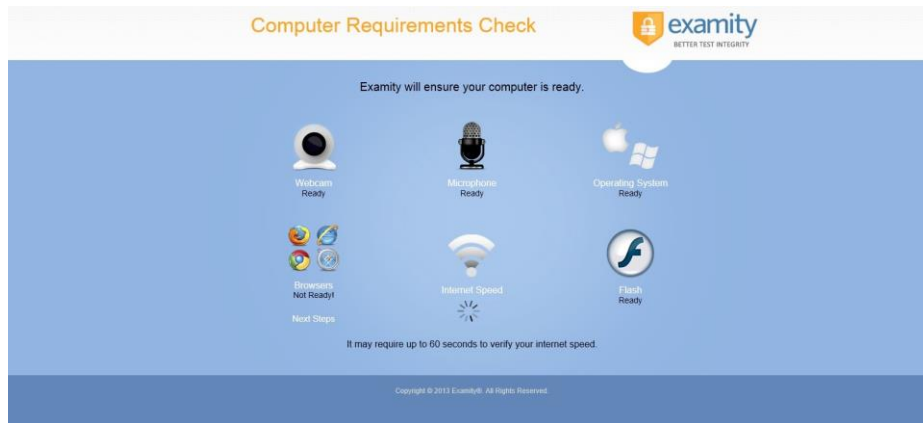 Computer Requirements Check
examity
BETTER TEST INTEGRITY
Examity will ensure your computer is ready.
Webcam
Ready
Microphone
Ready
Operating System
Ready
Browsers
Not Ready!
Next Steps
Internet Speed
Flash
Ready
It may require up to 60 seconds to verify your internet speed.
Copyright © 2013 Examity®. All Rights Reserved.